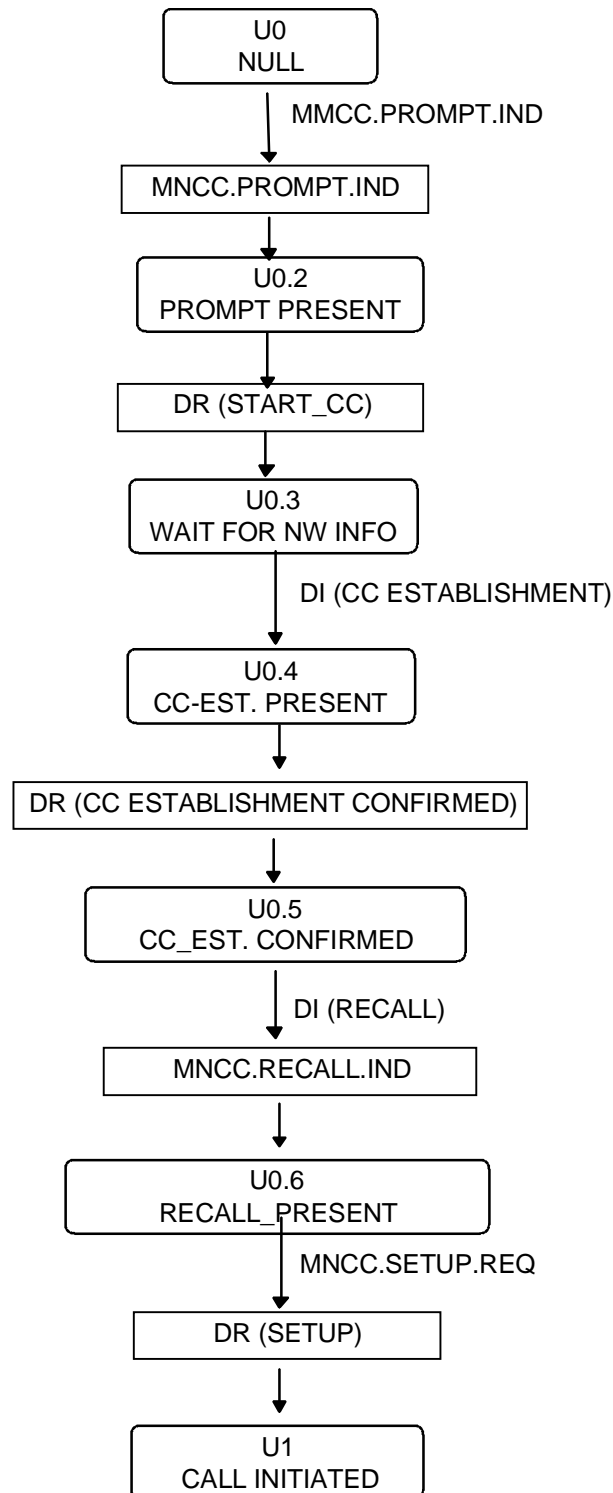 U0
NULL
MMCC.PROMPT.IND
MNCC.PROMPT.IND
U0.2
PROMPT PRESENT
DR (START_CC)
U0.3
WAIT FOR NW INFO
DI (CC ESTABLISHMENT)
U0.4
CC-EST. PRESENT
DR (CC ESTABLISHMENT CONFIRMED)
U0.5
CC_EST. CONFIRMED
DI (RECALL)
MNCC.RECALL.IND
U0.6
RECALL_PRESENT
MNCC.SETUP.REQ
DR (SETUP)
U1
CALL INITIATED